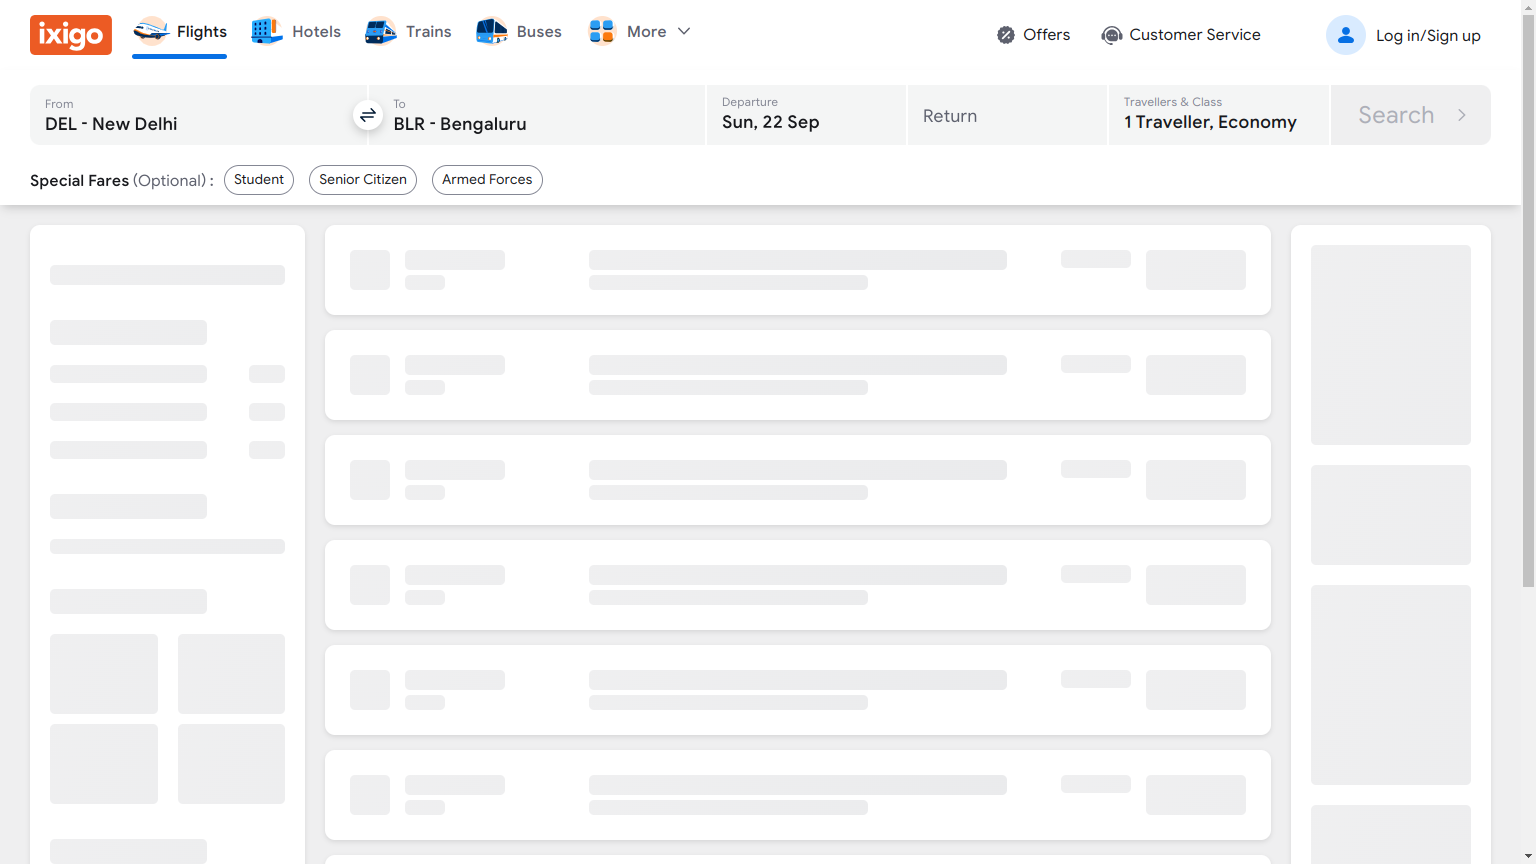 ixigo
Flights
Hotels
Trains
Buses
More
Offers
Customer Service
Log in/Sign up
From
DEL - New Delhi
To
BLR - Bengaluru
Departure
Sun, 22 Sep
Return
Travellers & Class
1 Traveller, Economy
Search
Special Fares (Optional) :
Student
Senior Citizen
Armed Forces